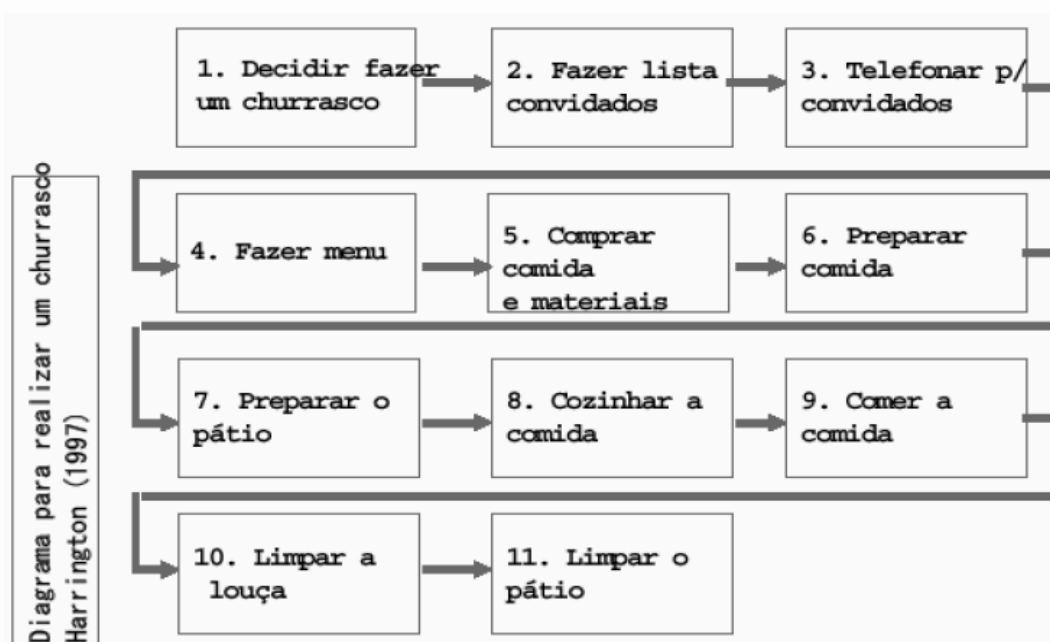 1. Decidir fazer
um churrasco
2. Fazer lista
convidados
3. Telefonar p/
convidados
4. Fazer menu
5. Comprar
comida
e materiais
6. Preparar
comida
7. Preparar o
pátio
8. Cozinhar a
comida
9. Comer a
comida
10. Limpar a
louça
11. Limpar o
pátio
Diagrama para realizar um churrasco
Harrington (1997)